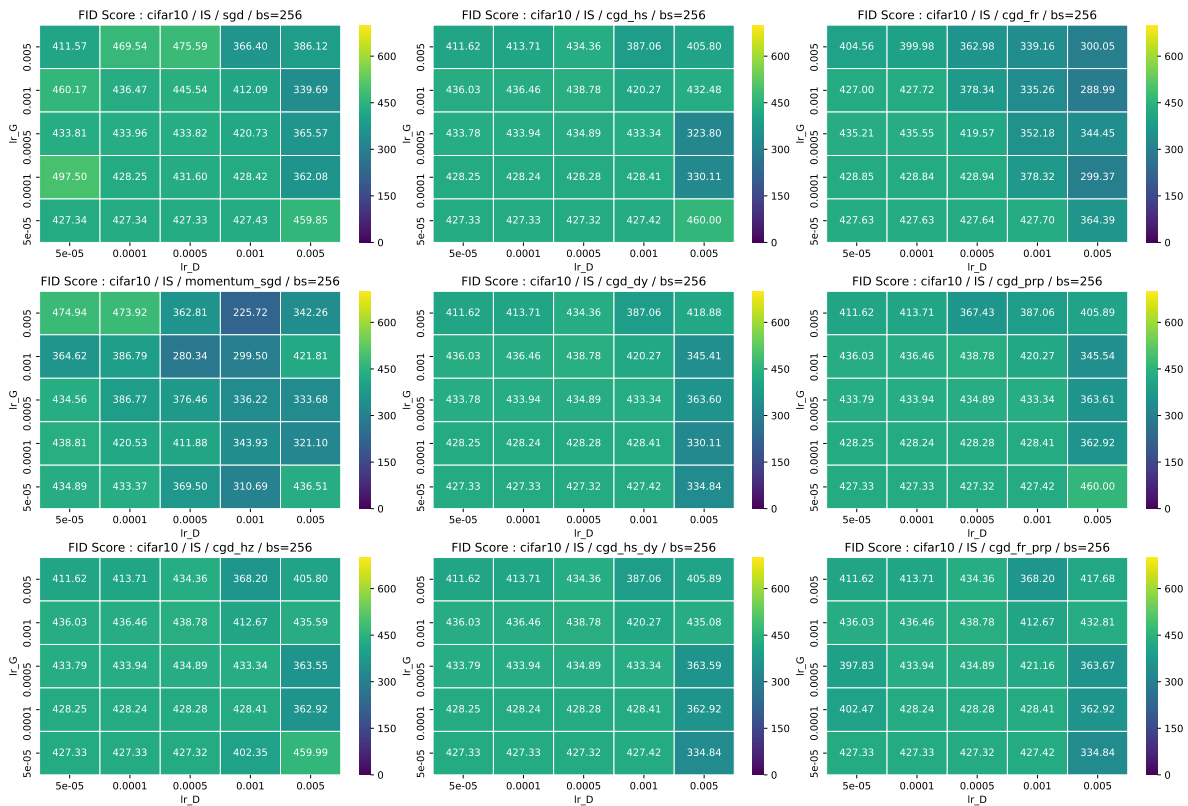 FID Score : cifar10 / IS / sgd / bs=256
lr_G
0.005 411.57 469.54 475.59 366.40 386.12
0.001 460.17 436.47 445.54 412.09 339.69
0.0005 433.81 433.96 433.82 420.73 365.57
0.0001 497.50 428.25 431.60 428.42 362.08
5e-05 427.34 427.34 427.33 427.43 459.85
5e-05 0.0001 0.0005 0.001 0.005
lr_D
600
450
300
150
0
FID Score : cifar10 / IS / cgd_hs / bs=256
lr_G
0.005 411.62 413.71 434.36 387.06 405.80
0.001 436.03 436.46 438.78 420.27 432.48
0.0005 433.78 433.94 434.89 433.34 323.80
0.0001 428.25 428.24 428.28 428.41 330.11
5e-05 427.33 427.33 427.32 427.42 460.00
5e-05 0.0001 0.0005 0.001 0.005
lr_D
600
450
300
150
0
FID Score : cifar10 / IS / cgd_fr / bs=256
lr_G
0.005 404.56 399.98 362.98 339.16 300.05
0.001 427.00 427.72 378.34 335.26 288.99
0.0005 435.21 435.55 419.57 352.18 344.45
0.0001 428.85 428.84 428.94 378.32 299.37
5e-05 427.63 427.63 427.64 427.70 364.39
5e-05 0.0001 0.0005 0.001 0.005
lr_D
600
450
300
150
0
FID Score : cifar10 / IS / momentum_sgd / bs=256
lr_G
0.005 474.94 473.92 362.81 225.72 342.26
0.001 364.62 386.79 280.34 299.50 421.81
0.0005 434.56 386.77 376.46 336.22 333.68
0.0001 438.81 420.53 411.88 343.93 321.10
5e-05 434.89 433.37 369.50 310.69 436.51
5e-05 0.0001 0.0005 0.001 0.005
lr_D
600
450
300
150
0
FID Score : cifar10 / IS / cgd_dy / bs=256
lr_G
0.005 411.62 413.71 434.36 387.06 418.88
0.001 436.03 436.46 438.78 420.27 345.41
0.0005 433.78 433.94 434.89 433.34 363.60
0.0001 428.25 428.24 428.28 428.41 330.11
5e-05 427.33 427.33 427.32 427.42 334.84
5e-05 0.0001 0.0005 0.001 0.005
lr_D
600
450
300
150
0
FID Score : cifar10 / IS / cgd_prp / bs=256
lr_G
0.005 411.62 413.71 367.43 387.06 405.89
0.001 436.03 436.46 438.78 420.27 345.54
0.0005 433.79 433.94 434.89 433.34 363.61
0.0001 428.25 428.24 428.28 428.41 362.92
5e-05 427.33 427.33 427.32 427.42 460.00
5e-05 0.0001 0.0005 0.001 0.005
lr_D
600
450
300
150
0
FID Score : cifar10 / IS / cgd_hz / bs=256
lr_G
0.005 411.62 413.71 434.36 368.20 405.80
0.001 436.03 436.46 438.78 412.67 435.59
0.0005 433.79 433.94 434.89 433.34 363.55
0.0001 428.25 428.24 428.28 428.41 362.92
5e-05 427.33 427.33 427.32 402.35 459.99
5e-05 0.0001 0.0005 0.001 0.005
lr_D
600
450
300
150
0
FID Score : cifar10 / IS / cgd_hs_dy / bs=256
lr_G
0.005 411.62 413.71 434.36 387.06 405.89
0.001 436.03 436.46 438.78 420.27 435.08
0.0005 433.79 433.94 434.89 433.34 363.59
0.0001 428.25 428.24 428.28 428.41 362.92
5e-05 427.33 427.33 427.32 427.42 334.84
5e-05 0.0001 0.0005 0.001 0.005
lr_D
600
450
300
150
0
FID Score : cifar10 / IS / cgd_fr_prp / bs=256
lr_G
0.005 411.62 413.71 434.36 368.20 417.68
0.001 436.03 436.46 438.78 412.67 432.81
0.0005 397.83 433.94 434.89 421.16 363.67
0.0001 402.47 428.24 428.28 428.41 362.92
5e-05 427.33 427.33 427.32 427.42 334.84
5e-05 0.0001 0.0005 0.001 0.005
lr_D
600
450
300
150
0